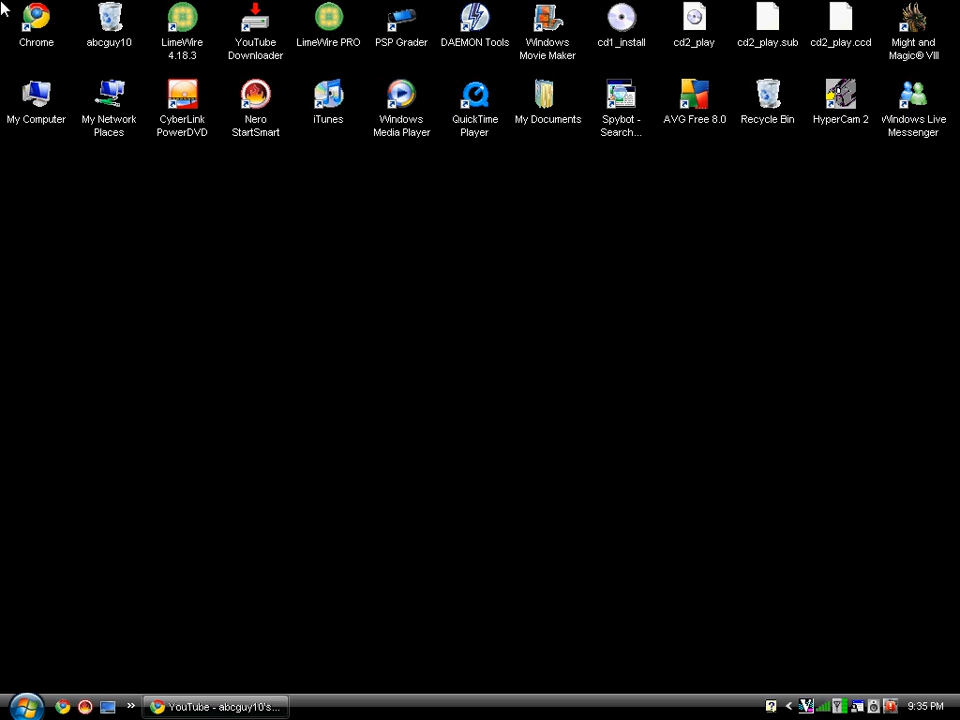 Chrome
abcguy10
LimeWire
4.18.3
YouTube
Downloader
LimeWire PRO
PSP Grader
DAEMON Tools
Windows
Movie Maker
cd1_install
cd2_play
cd2_play.sub
cd2_play.ccd
Might and
Magic® VIII
My Computer
My Network
Places
CyberLink
PowerDVD
Nero
StartSmart
iTunes
Windows
Media Player
QuickTime
Player
My Documents
Spybot -
Search...
AVG Free 8.0
Recycle Bin
HyperCam 2
Windows Live
Messenger
YouTube - abcguy10's...
9:35 PM